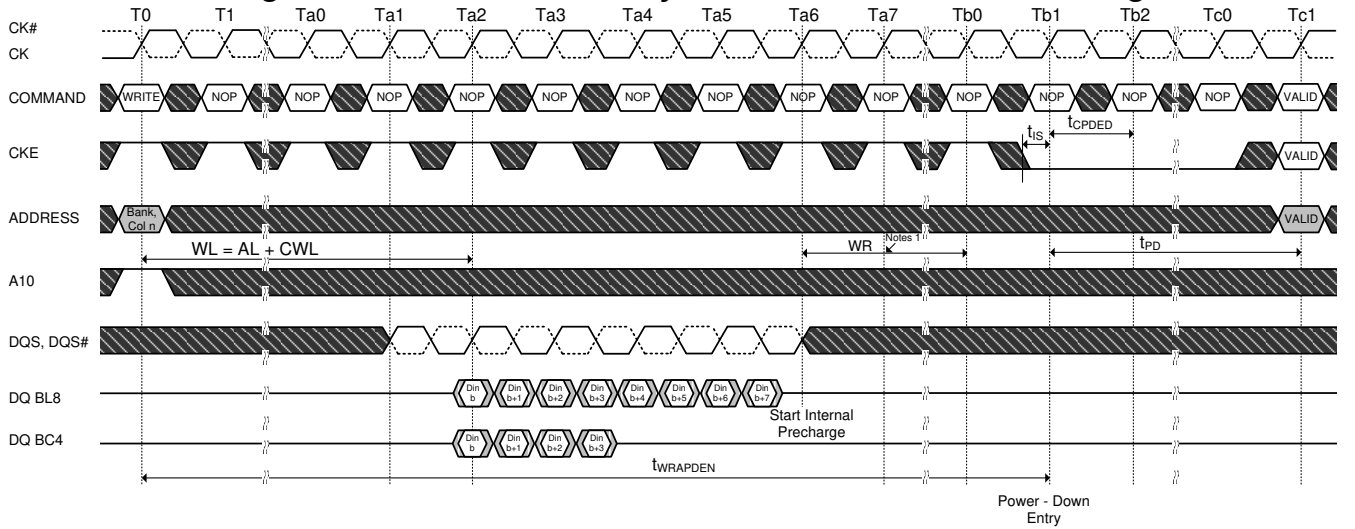 T0 T1 Ta0 Ta1 Ta2 Ta3 Ta4 Ta5 Ta6 Ta7 Tb0 Tb1 Tb2 Tc0 Tc1
CK#
CK
COMMAND WRITE NOP NOP NOP NOP NOP NOP NOP NOP NOP NOP NOP NOP NOP VALID
tIS tCPDED
CKE VALID
ADDRESS Bank, Col n VALID
WL = AL + CWL WR Notes 1 tPD
A10
DQS, DQS#
DQ BL8 Din b Din b+1 Din b+2 Din b+3 Din b+4 Din b+5 Din b+6 Din b+7
Start Internal
Precharge
DQ BC4 Din b Din b+1 Din b+2 Din b+3
tWRAPDEN
Power - Down
Entry